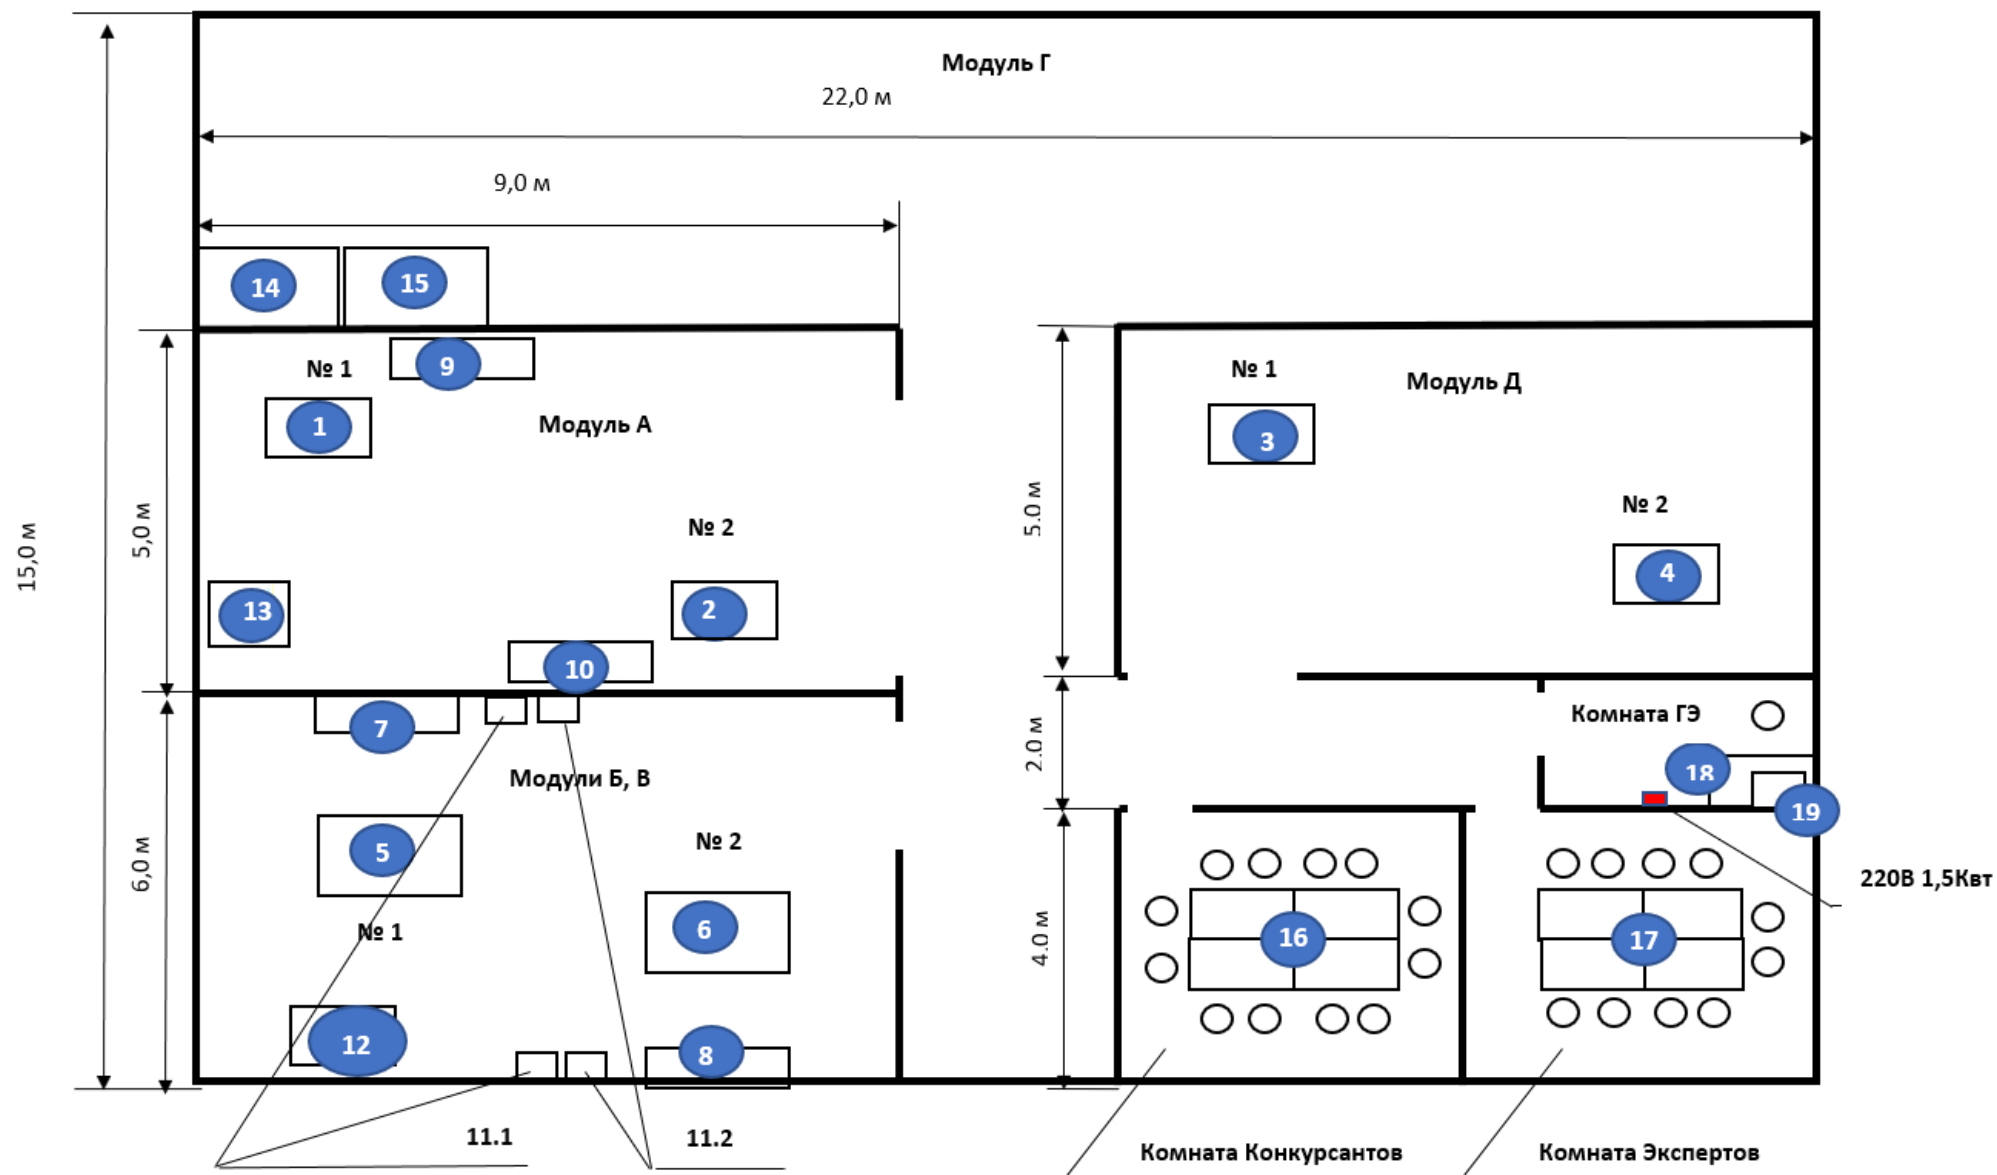 Модуль Г
22,0 м
9,0 м
14
15
№ 1
9
1
Модуль А
№ 1
Модуль Д
3
5,0 м
15,0 м
№ 2
5.0 м
№ 2
4
13
2
10
7
Комната ГЭ
2.0 м
Модули Б, В
18
19
6,0 м
5
№ 2
220В 1,5Квт
№ 1
6
4.0 м
16
17
12
8
11.1
11.2
Комната Конкурсантов
Комната Экспертов